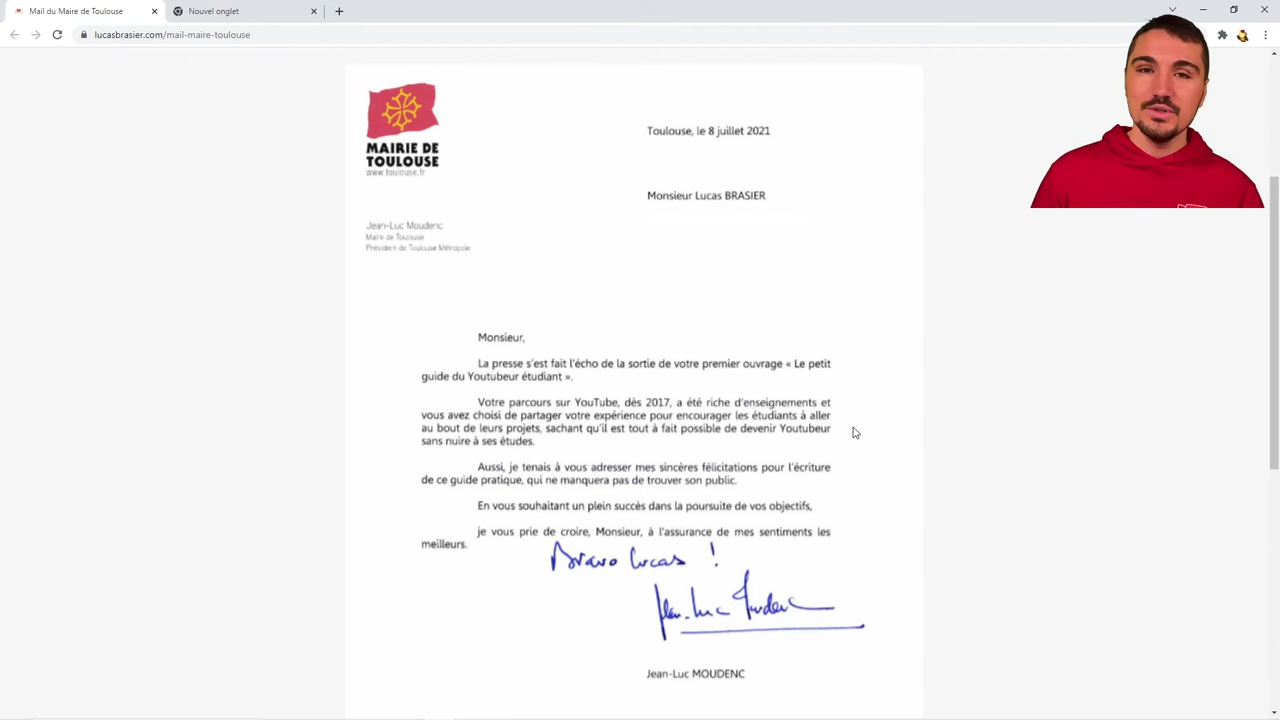 Mail du Maire de Toulouse
Nouvel onglet
lucasbrasier.com/mail-maire-toulouse
MAIRIE DE
TOULOUSE
www.toulouse.fr
Toulouse, le 8 juillet 2021
Monsieur Lucas BRASIER
Jean-Luc Moudenc
Maire de Toulouse
Président de Toulouse Métropole
Monsieur,
La presse s'est fait l'écho de la sortie de votre premier ouvrage « Le petit
guide du Youtubeur étudiant ».
Votre parcours sur YouTube, dès 2017, a été riche d'enseignements et
vous avez choisi de partager votre expérience pour encourager les étudiants à aller
au bout de leurs projets, sachant qu'il est tout à fait possible de devenir Youtubeur
sans nuire à ses études.
Aussi, je tenais à vous adresser mes sincères félicitations pour l'écriture
de ce guide pratique, qui ne manquera pas de trouver son public.
En vous souhaitant un plein succès dans la poursuite de vos objectifs,
je vous prie de croire, Monsieur, à l'assurance de mes sentiments les
meilleurs.
Bravo Lucas !
Jean-Luc Moudenc
Jean-Luc MOUDENC